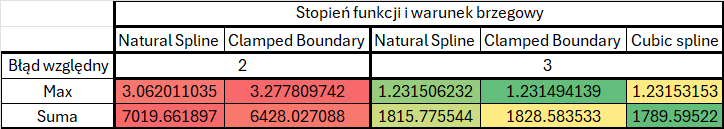 Stopień funkcji i warunek brzegowy
Natural Spline Clamped Boundary Natural Spline Clamped Boundary Cubic spline
Błąd względny 2 3
Max 3.062011035 3.277809742 1.231506232 1.231494139 1.23153153
Suma 7019.661897 6428.027088 1815.775544 1828.583533 1789.59522